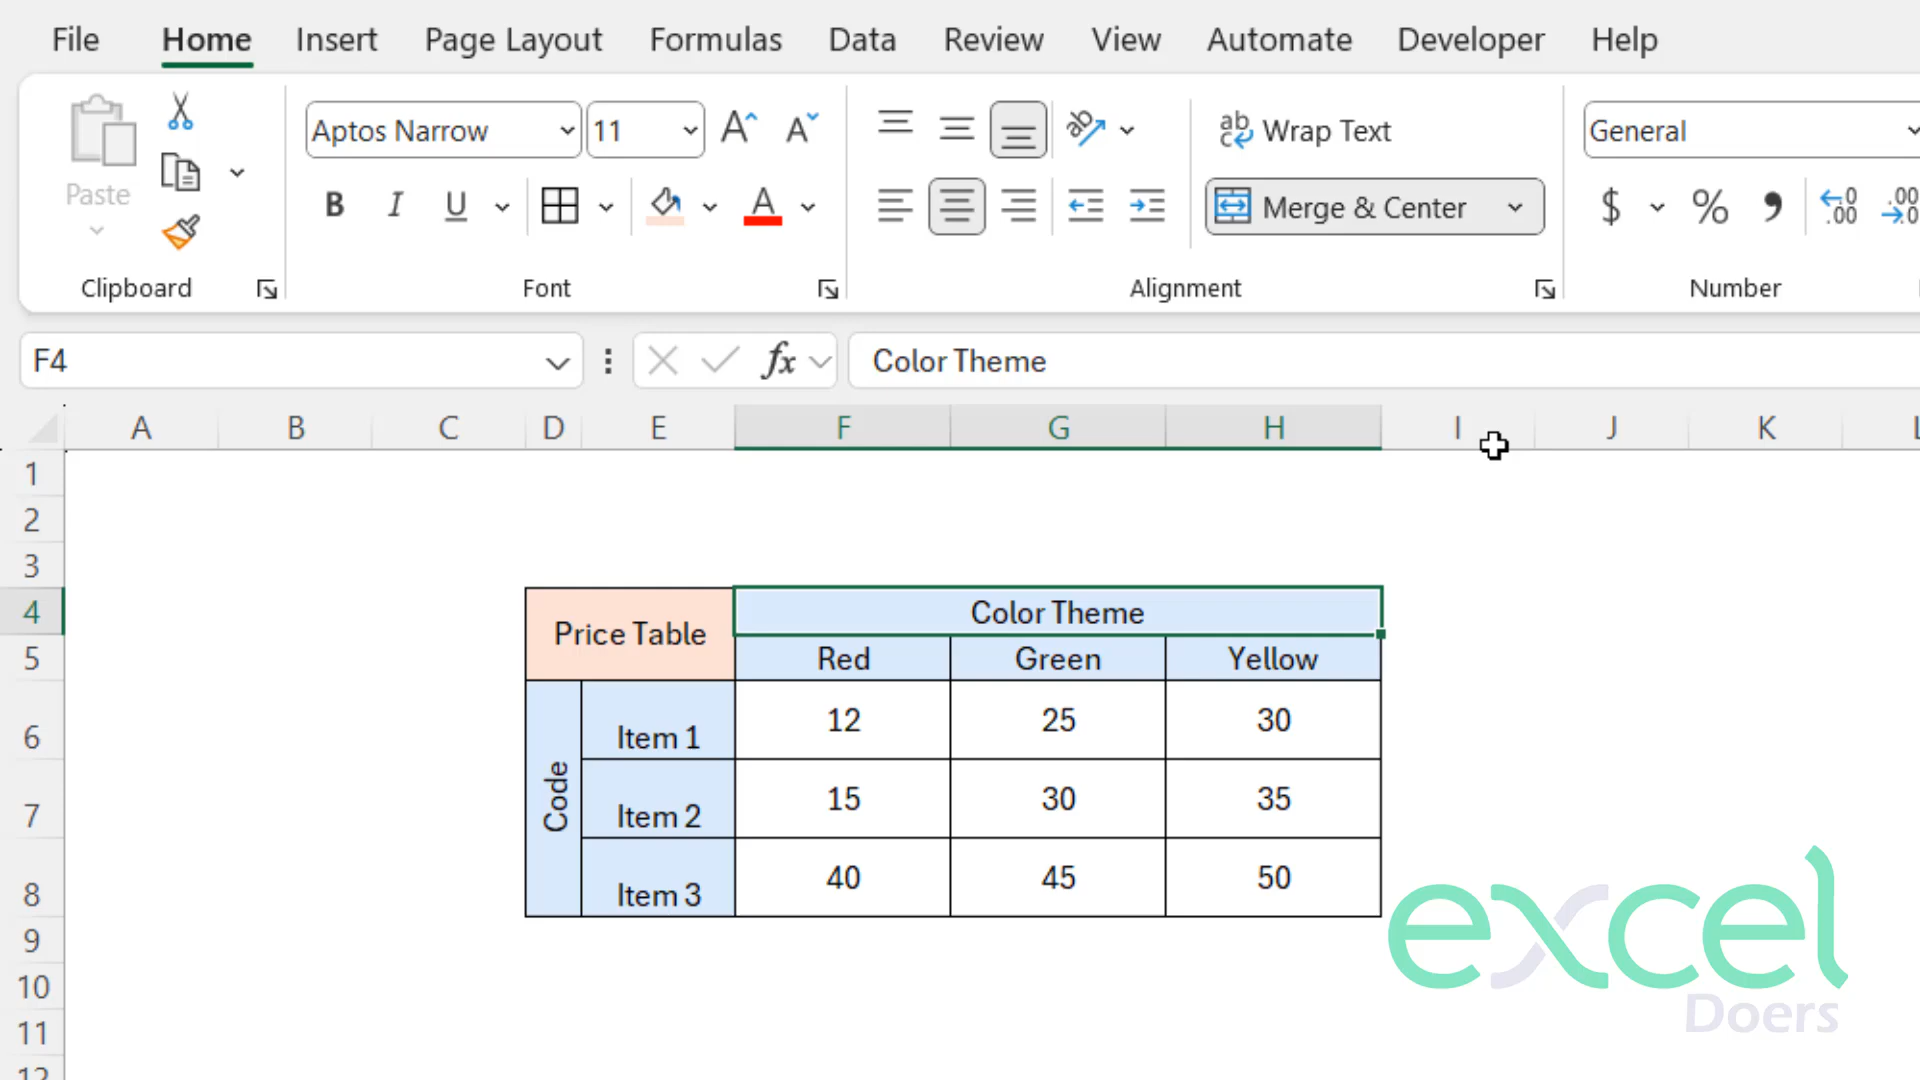 File Home Insert Page Layout Formulas Data Review View Automate Developer Help
Aptos Narrow 11 Wrap Text General
Paste B I U A Merge & Center $ % .00
Clipboard Font Alignment Number
F4 fx Color Theme
A B C D E F G H I J K L
1
2
3
4 Price Table Color Theme
5 Red Green Yellow
6 Code Item 1 12 25 30
7 Item 2 15 30 35
8 Item 3 40 45 50
9
10
11
12
excel
Doers